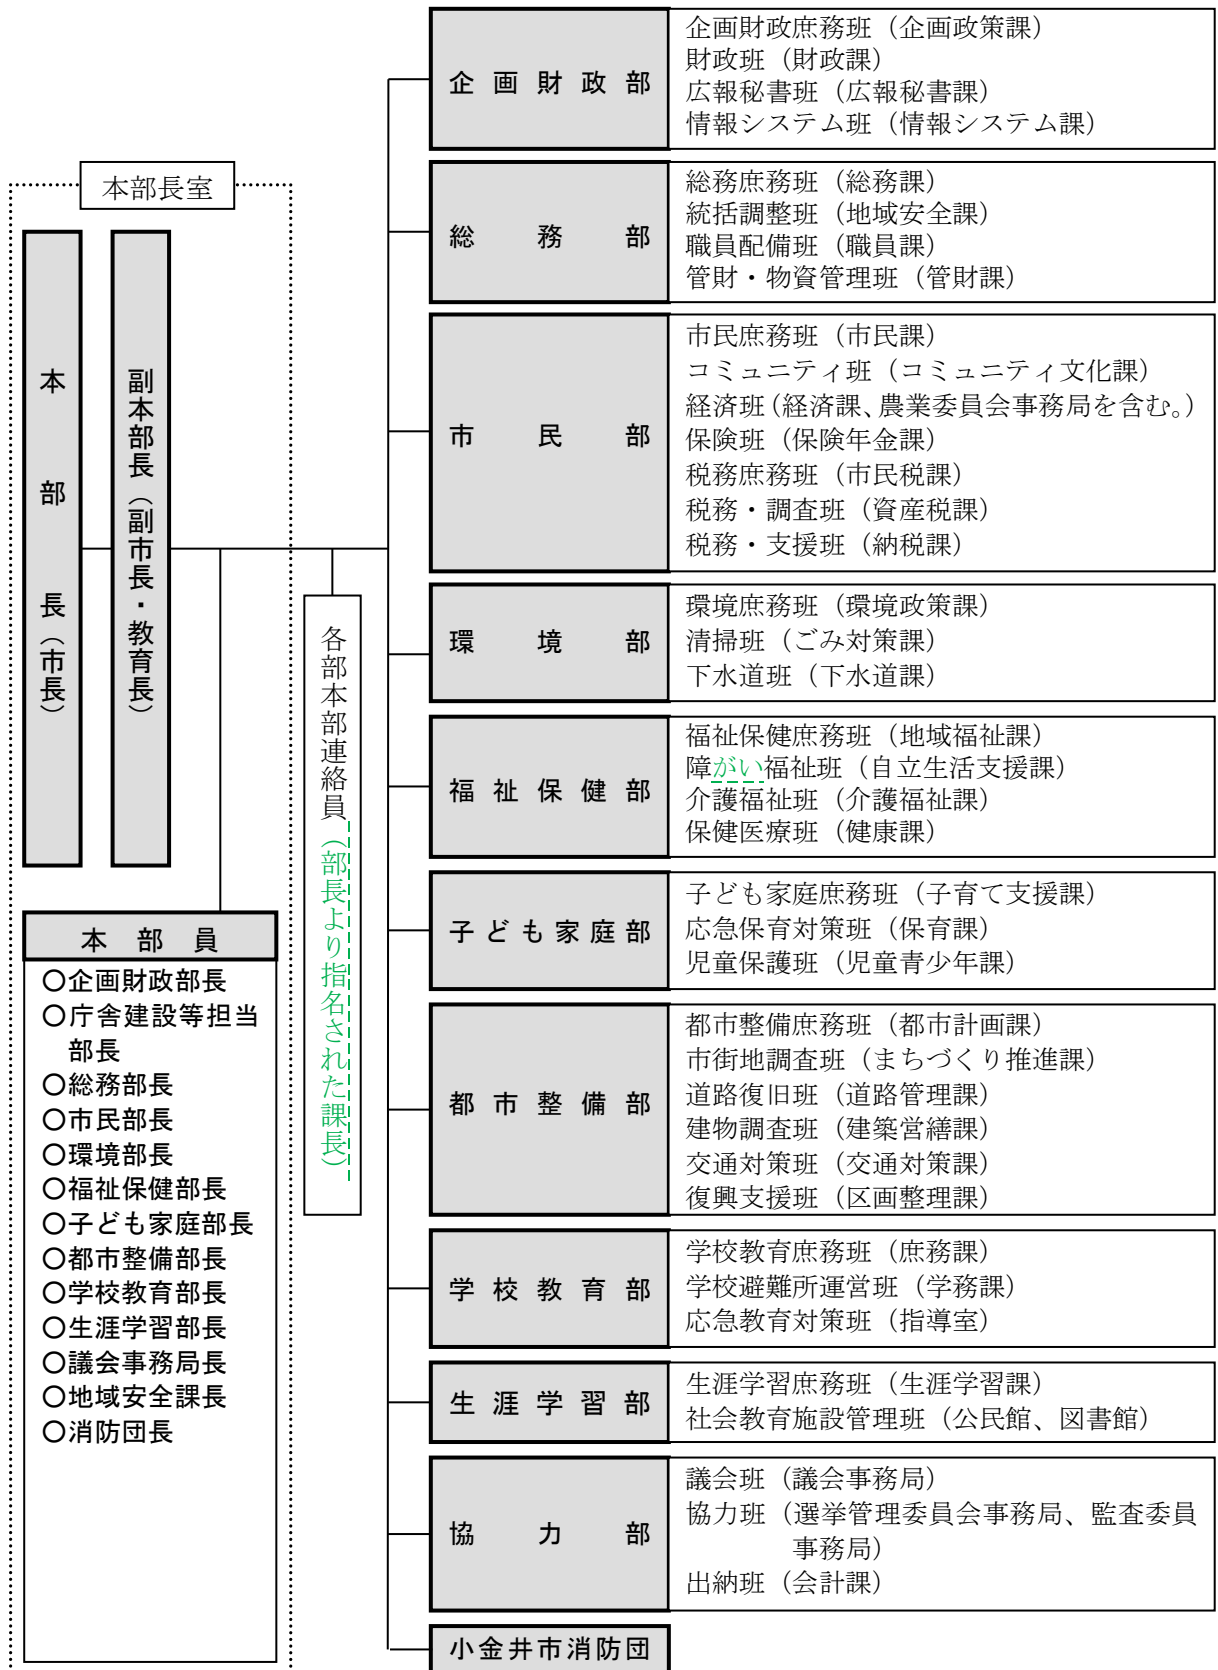 本部長室
本部長（市長）
副本部長（副市長・教育長）
本部員
〇企画財政部長
〇庁舎建設等担当
部長
〇総務部長
〇市民部長
〇環境部長
〇福祉保健部長
〇子ども家庭部長
〇都市整備部長
〇学校教育部長
〇生涯学習部長
〇議会事務局長
〇地域安全課長
〇消防団長
各部本部連絡員（部長より指名された課長）
企画財政部
企画財政庶務班（企画政策課）
財政班（財政課）
広報秘書班（広報秘書課）
情報システム班（情報システム課）
総務部
総務庶務班（総務課）
統括調整班（地域安全課）
職員配備班（職員課）
管財・物資管理班（管財課）
市民部
市民庶務班（市民課）
コミュニティ班（コミュニティ文化課）
経済班（経済課、農業委員会事務局を含む。）
保険班（保険年金課）
税務庶務班（市民税課）
税務・調査班（資産税課）
税務・支援班（納税課）
環境部
環境庶務班（環境政策課）
清掃班（ごみ対策課）
下水道班（下水道課）
福祉保健部
福祉保健庶務班（地域福祉課）
障がい福祉班（自立生活支援課）
介護福祉班（介護福祉課）
保健医療班（健康課）
子ども家庭部
子ども家庭庶務班（子育て支援課）
応急保育対策班（保育課）
児童保護班（児童青少年課）
都市整備部
都市整備庶務班（都市計画課）
市街地調査班（まちづくり推進課）
道路復旧班（道路管理課）
建物調査班（建築営繕課）
交通対策班（交通対策課）
復興支援班（区画整理課）
学校教育部
学校教育庶務班（庶務課）
学校避難所運営班（学務課）
応急教育対策班（指導室）
生涯学習部
生涯学習庶務班（生涯学習課）
社会教育施設管理班（公民館、図書館）
協力部
議会班（議会事務局）
協力班（選挙管理委員会事務局、監査委員
事務局）
出納班（会計課）
小金井市消防団